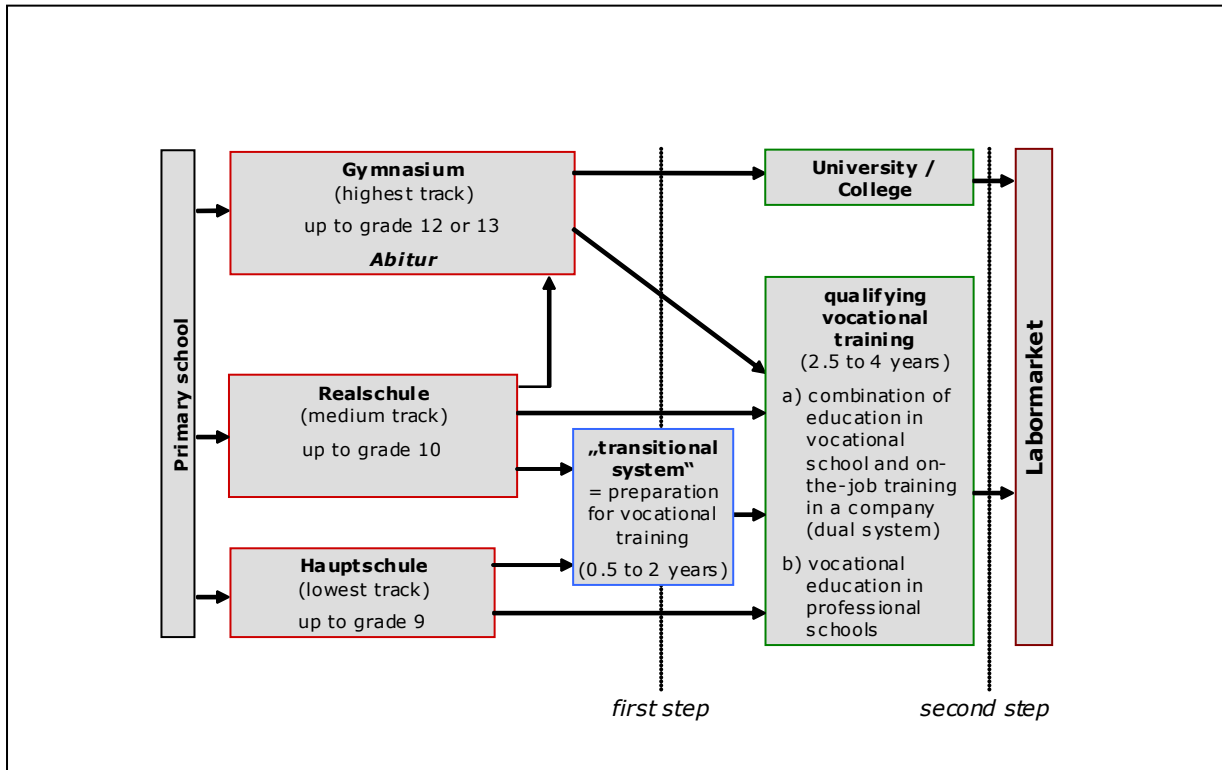 Primary school
Gymnasium
(highest track)
up to grade 12 or 13
Abitur
Realschule
(medium track)
up to grade 10
Hauptschule
(lowest track)
up to grade 9
„transitional
system“
= preparation
for vocational
training
(0.5 to 2 years)
University /
College
qualifying
vocational
training
(2.5 to 4 years)
a) combination of
education in
vocational
school and on-
the-job training
in a company
(dual system)
b) vocational
education in
professional
schools
Labormarket
first step
second step